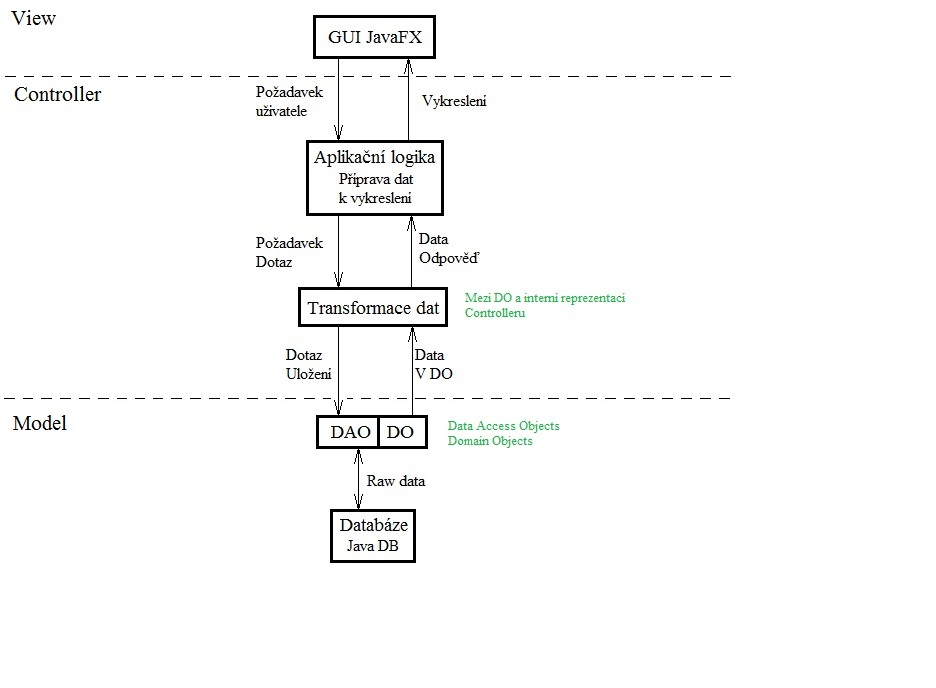 View
GUI JavaFX
Controller
Požadavek
uživatele
Vykreslení
Aplikační logika
Příprava dat
k vykreslení
Požadavek
Dotaz
Data
Odpověď
Transformace dat
Mezi DO a interní reprezentací
Controlleru
Dotaz
Uložení
Data
V DO
Model
DAO
DO
Data Access Objects
Domain Objects
Raw data
Databáze
Java DB